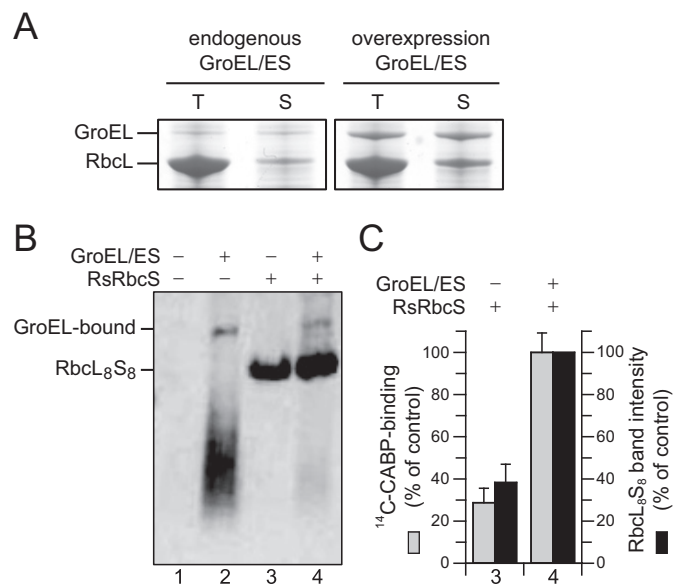 A
endogenous GroEL/ES
overexpression GroEL/ES
T S T S
GroEL
RbcL
B
GroEL/ES – + – +
RsRbcS – – + +
GroEL-bound
RbcL8S8
1 2 3 4
C
GroEL/ES – +
RsRbcS + +
14C-CABP-binding (% of control)
100 80 60 40 20 0
RbcL8S8 band intensity (% of control)
100 80 60 40 20 0
3 4